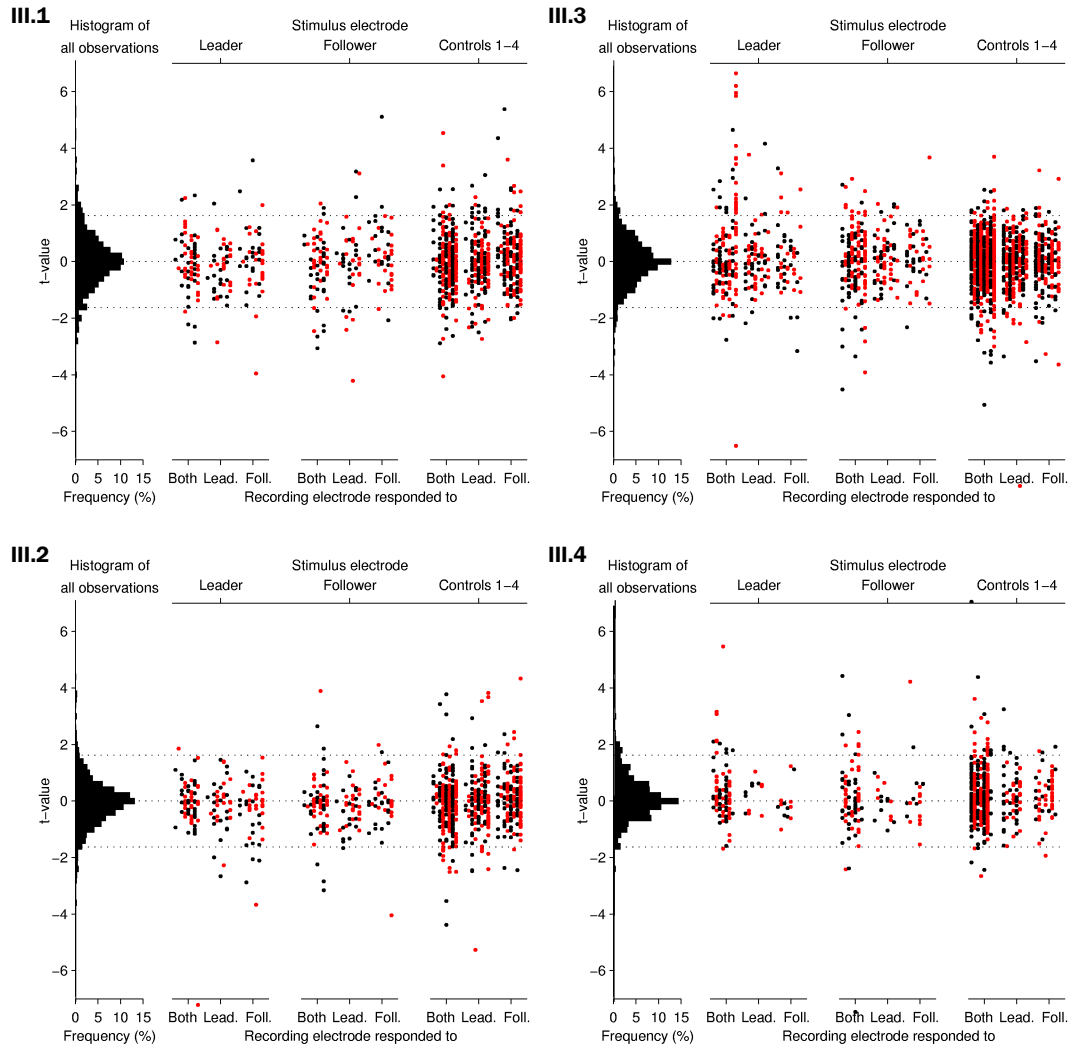 III.1
Histogram of
all observations
Stimulus electrode
Leader Follower Controls 1−4
t−value
6
4
2
0
−2
−4
−6
0 5 10 15
Frequency (%)
Both Lead. Foll. Both Lead. Foll. Both Lead. Foll.
Recording electrode responded to
III.3
Histogram of
all observations
Stimulus electrode
Leader Follower Controls 1−4
t−value
6
4
2
0
−2
−4
−6
0 5 10 15
Frequency (%)
Both Lead. Foll. Both Lead. Foll. Both Lead. Foll.
Recording electrode responded to
III.2
Histogram of
all observations
Stimulus electrode
Leader Follower Controls 1−4
t−value
6
4
2
0
−2
−4
−6
0 5 10 15
Frequency (%)
Both Lead. Foll. Both Lead. Foll. Both Lead. Foll.
Recording electrode responded to
III.4
Histogram of
all observations
Stimulus electrode
Leader Follower Controls 1−4
t−value
6
4
2
0
−2
−4
−6
0 5 10 15
Frequency (%)
Both Lead. Foll. Both Lead. Foll. Both Lead. Foll.
Recording electrode responded to